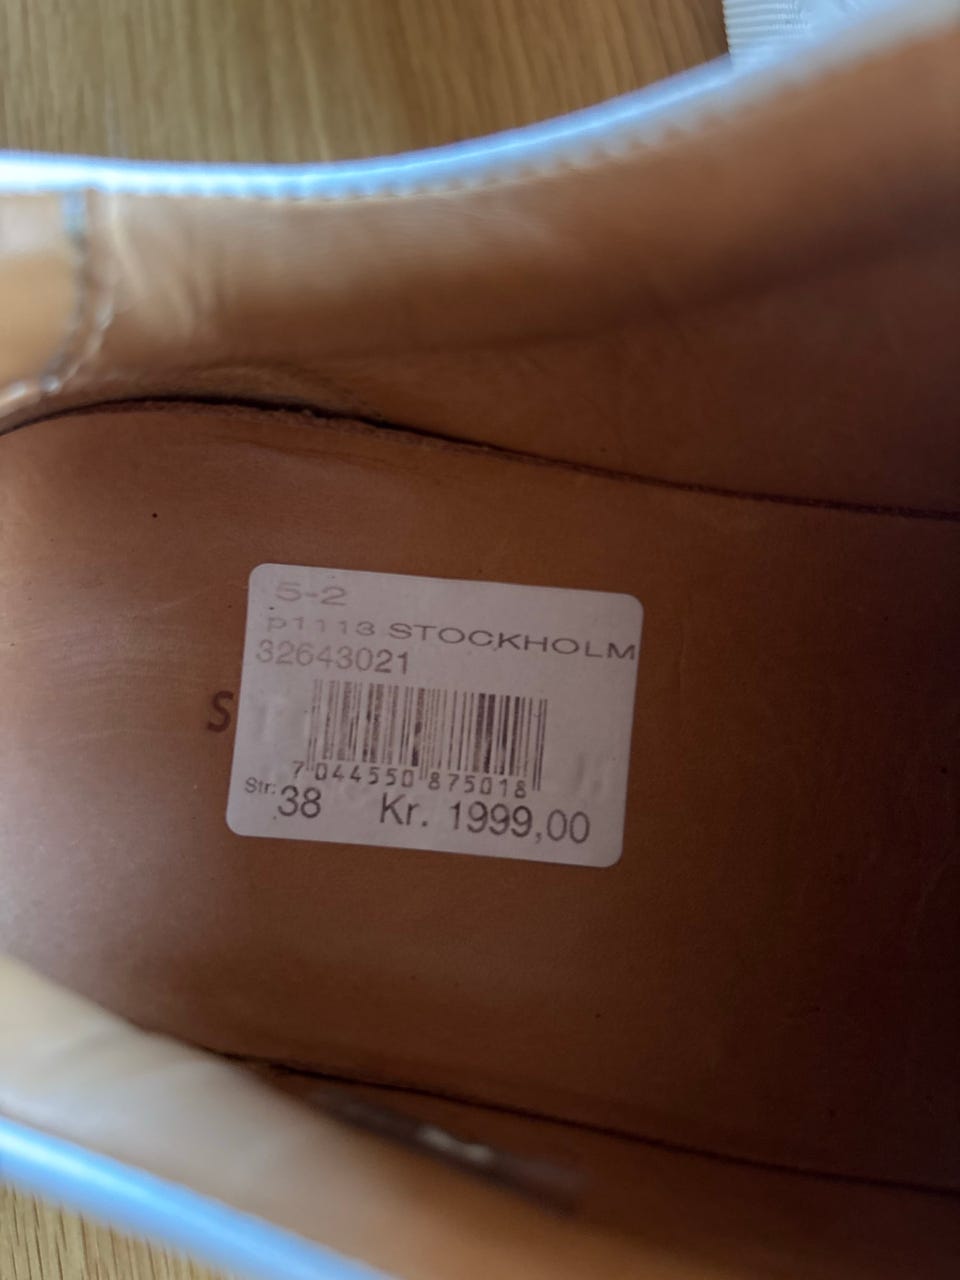 5-2
p1113 STOCKHOLM
32643021
7 044550 875018
Str: 38 Kr. 1999,00
S